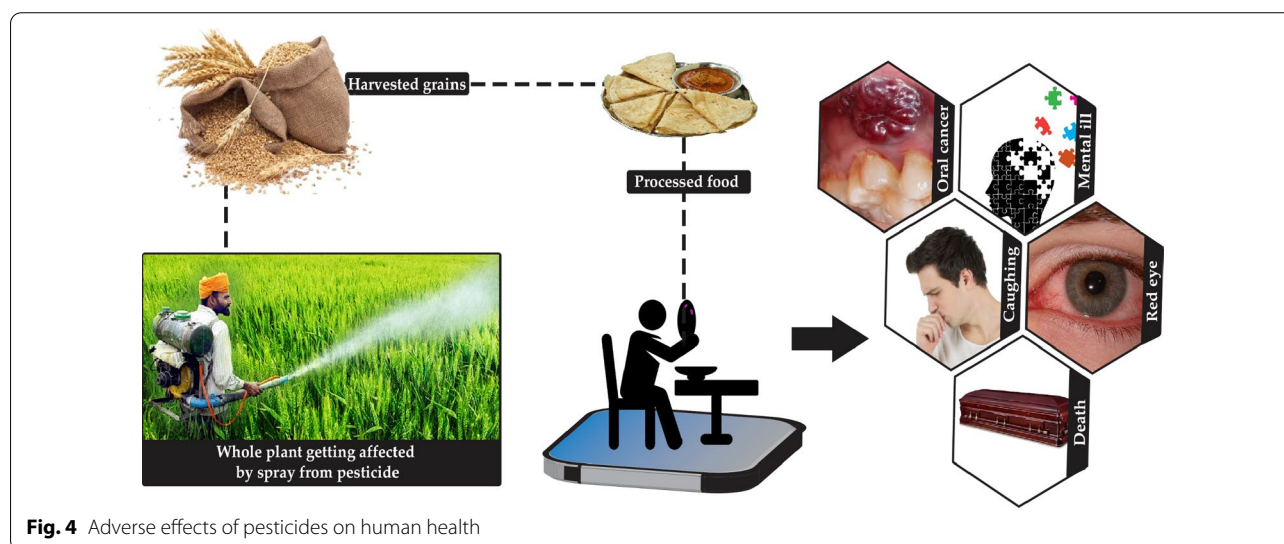 Harvested grains
Processed food
Whole plant getting affected
by spray from pesticide
Oral cancer
Mental ill
Caughing
Red eye
Death
Fig. 4 Adverse effects of pesticides on human health